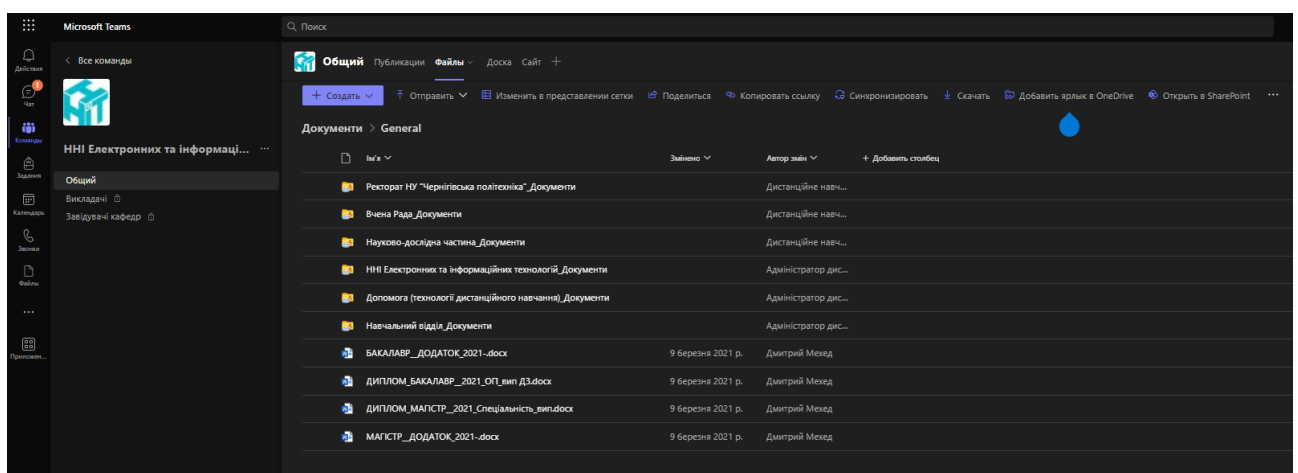 Microsoft Teams
Поиск
Действия
Чат
1
Команды
Задания
Календарь
Звонки
Файлы
Приложен...
Все команды
ННІ Електронних та інформаці... ...
Общий
Викладачі
Завідувачі кафедр
Общий Публикации Файлы Доска Сайт +
+ Создать Отправить Изменить в представлении сетки Поделиться Копировать ссылку Синхронизировать Скачать Добавить ярлык в OneDrive Открыть в SharePoint ...
Документи > General
Ім'я Змінено Автор змін + Добавить столбец
Ректорат НУ "Чернігівська політехніка"_Документи Дистанційне навч...
Вчена Рада_Документи Дистанційне навч...
Науково-дослідна частина_Документи Дистанційне навч...
ННІ Електронних та інформаційних технологій_Документи Адміністратор дис...
Допомога (технології дистанційного навчання)_Документи Адміністратор дис...
Навчальний відділ_Документи Адміністратор дис...
БАКАЛАВР__ДОДАТОК_2021-.docx 9 березня 2021 р. Дмитрий Мехед
ДИПЛОМ_БАКАЛАВР__2021_ОП_вип ДЗ.docx 9 березня 2021 р. Дмитрий Мехед
ДИПЛОМ_МАГІСТР__2021_Спеціальність_вип.docx 9 березня 2021 р. Дмитрий Мехед
МАГІСТР__ДОДАТОК_2021-.docx 9 березня 2021 р. Дмитрий Мехед